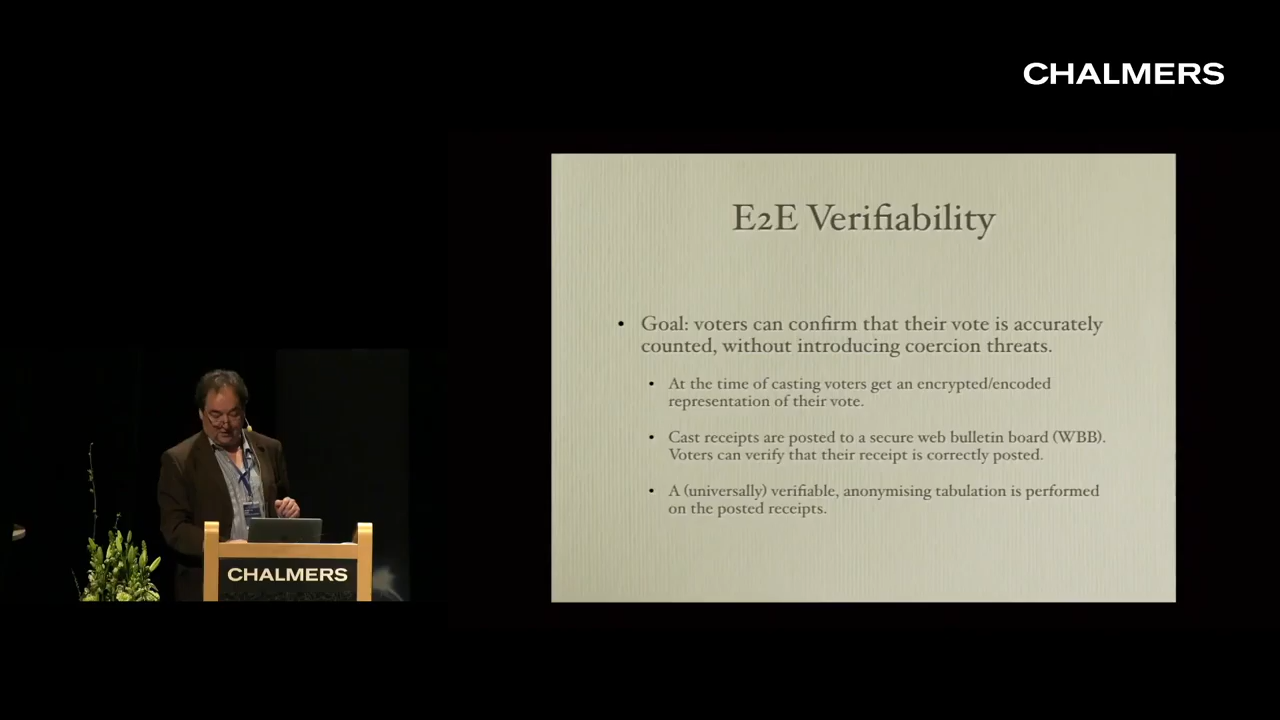 CHALMERS
E2E Verifiability
• Goal: voters can confirm that their vote is accurately
counted, without introducing coercion threats.
• At the time of casting voters get an encrypted/encoded
representation of their vote.
• Cast receipts are posted to a secure web bulletin board (WBB).
Voters can verify that their receipt is correctly posted.
• A (universally) verifiable, anonymising tabulation is performed
on the posted receipts.
CHALMERS